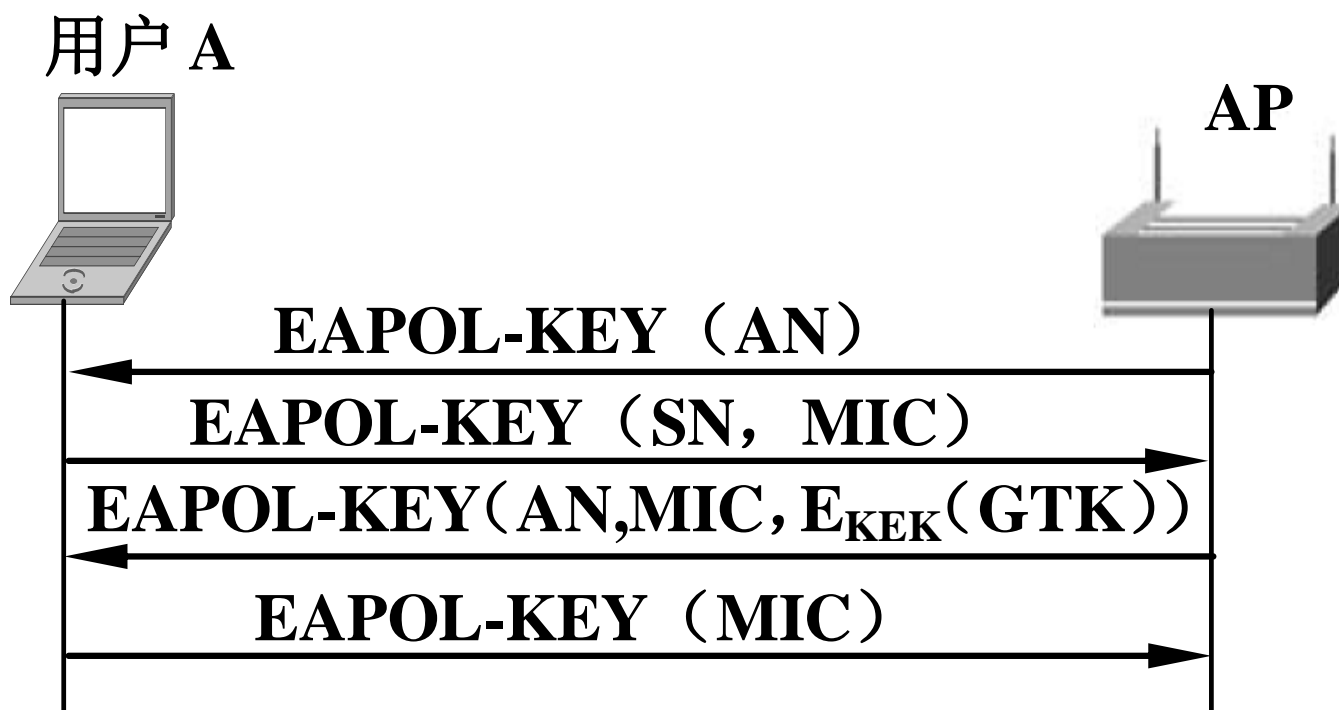 用户 A
AP
EAPOL-KEY（AN）
EAPOL-KEY（SN，MIC）
EAPOL-KEY(AN,MIC，EKEK(GTK))
EAPOL-KEY（MIC）